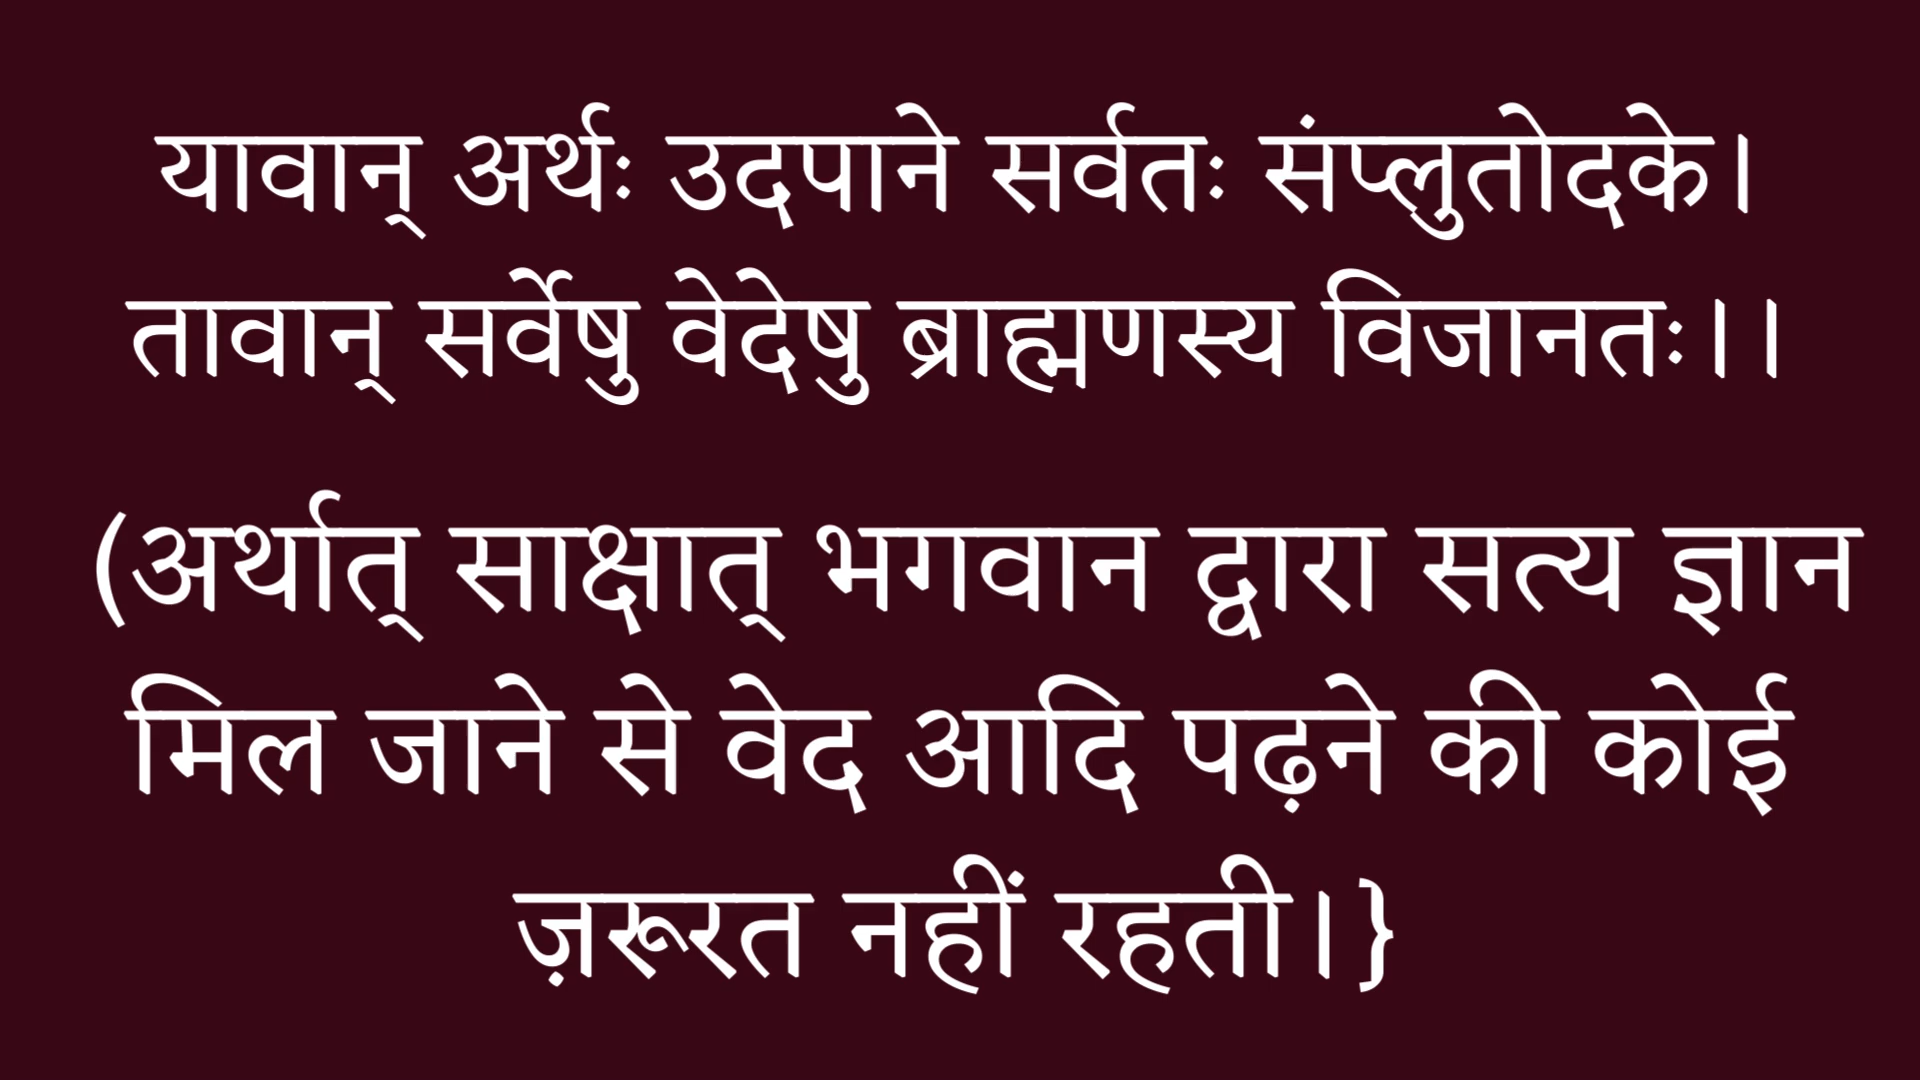 यावान् अर्थः उदपाने सर्वतः संप्लुतोदके।
तावान् सर्वेषु वेदेषु ब्राह्मणस्य विजानतः।।
(अर्थात् साक्षात् भगवान द्वारा सत्य ज्ञान
मिल जाने से वेद आदि पढ़ने की कोई
ज़रूरत नहीं रहती।}